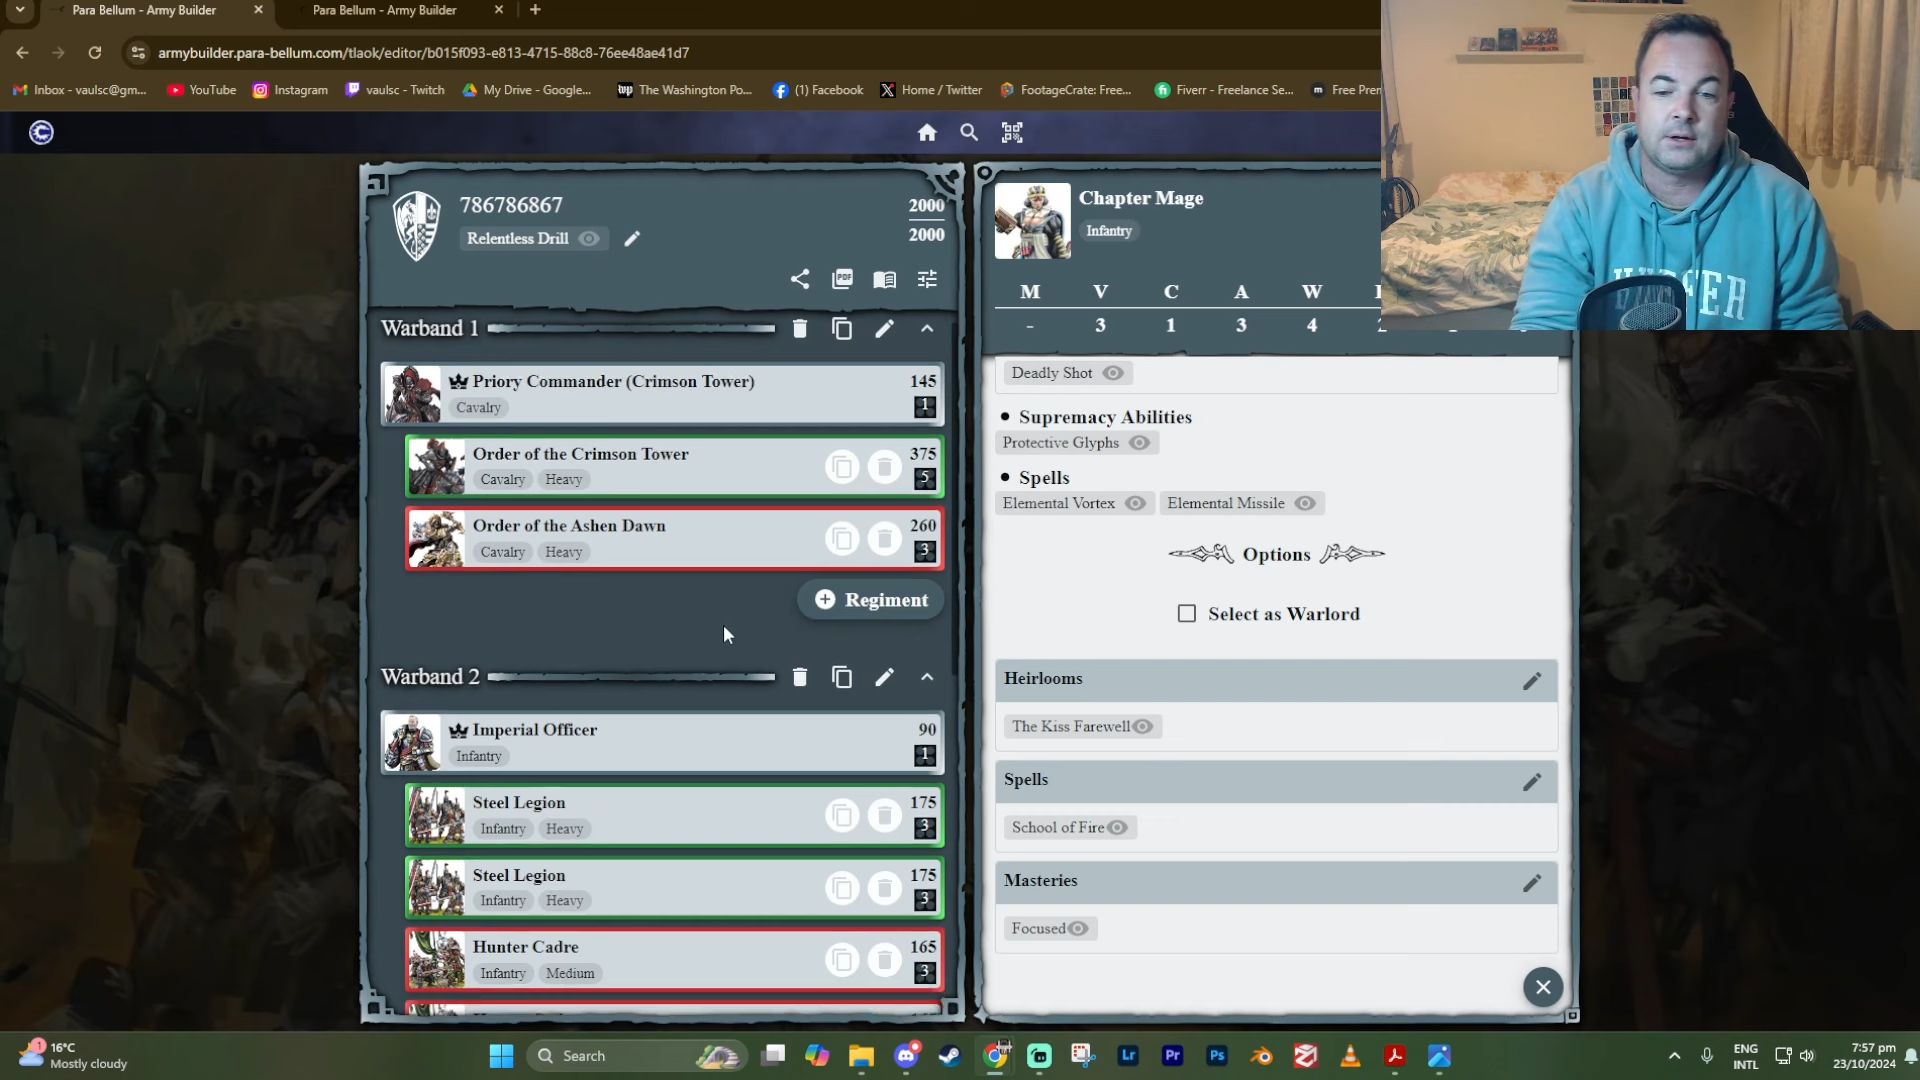 Para Bellum - Army Builder
Para Bellum - Army Builder
armybuilder.para-bellum.com/tlaok/editor/b015f093-e813-4715-88c8-76ee48ae41d7
Inbox - vaulsc@gm...
YouTube
Instagram
vaulsc - Twitch
My Drive - Google...
The Washington Po...
(1) Facebook
Home / Twitter
FootageCrate: Free...
Fiverr - Freelance Se...
Free Prem
786786867
2000
2000
Relentless Drill
PDF
Warband 1
Priory Commander (Crimson Tower)
145
1
Cavalry
Order of the Crimson Tower
375
5
Cavalry Heavy
Order of the Ashen Dawn
260
3
Cavalry Heavy
Regiment
Warband 2
Imperial Officer
90
1
Infantry
Steel Legion
175
3
Infantry Heavy
Steel Legion
175
3
Infantry Heavy
Hunter Cadre
165
3
Infantry Medium
Chapter Mage
Infantry
M V C A W
- 3 1 3 4
Deadly Shot
Supremacy Abilities
Protective Glyphs
Spells
Elemental Vortex Elemental Missile
Options
Select as Warlord
Heirlooms
The Kiss Farewell
Spells
School of Fire
Masteries
Focused
1
16°C
Mostly cloudy
Search
Lr
Pr
Ps
ENG
INTL
7:57 pm
23/10/2024